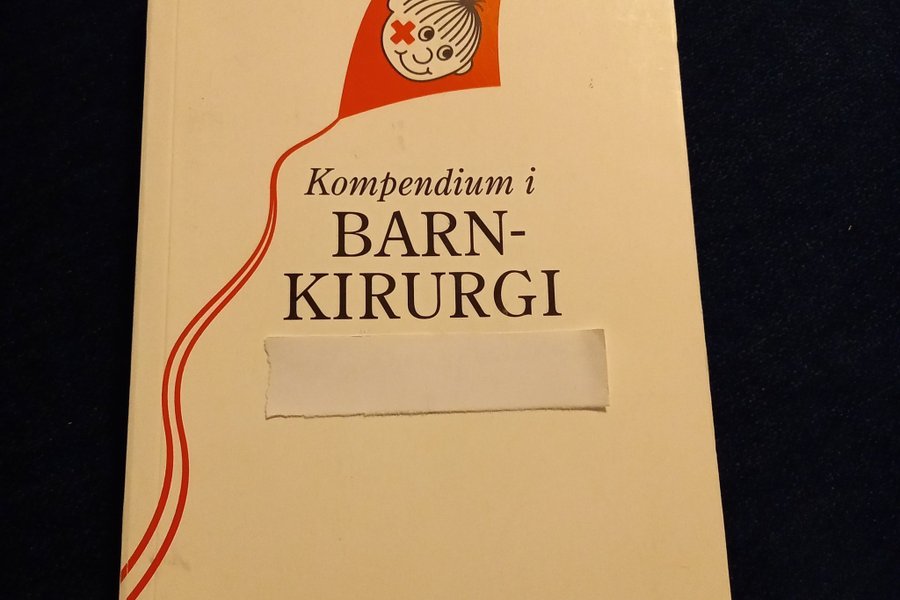 Kompendium i
BARN-
KIRURGI